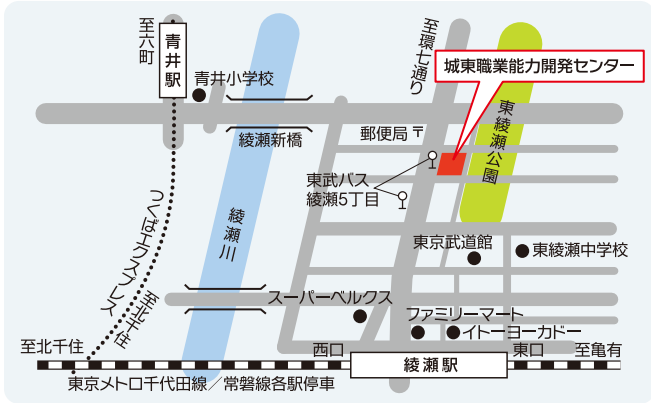 至六町
青井駅
青井小学校
綾瀬新橋
至環七通り
城東職業能力開発センター
東綾瀬公園
郵便局〒
東武バス
綾瀬5丁目
綾瀬川
つくばエクスプレス
至北千住
東京武道館
東綾瀬中学校
スーパーベルクス
ファミリーマート
イトーヨーカドー
至北千住
西口
綾瀬駅
東口
至亀有
東京メトロ千代田線／常磐線各駅停車